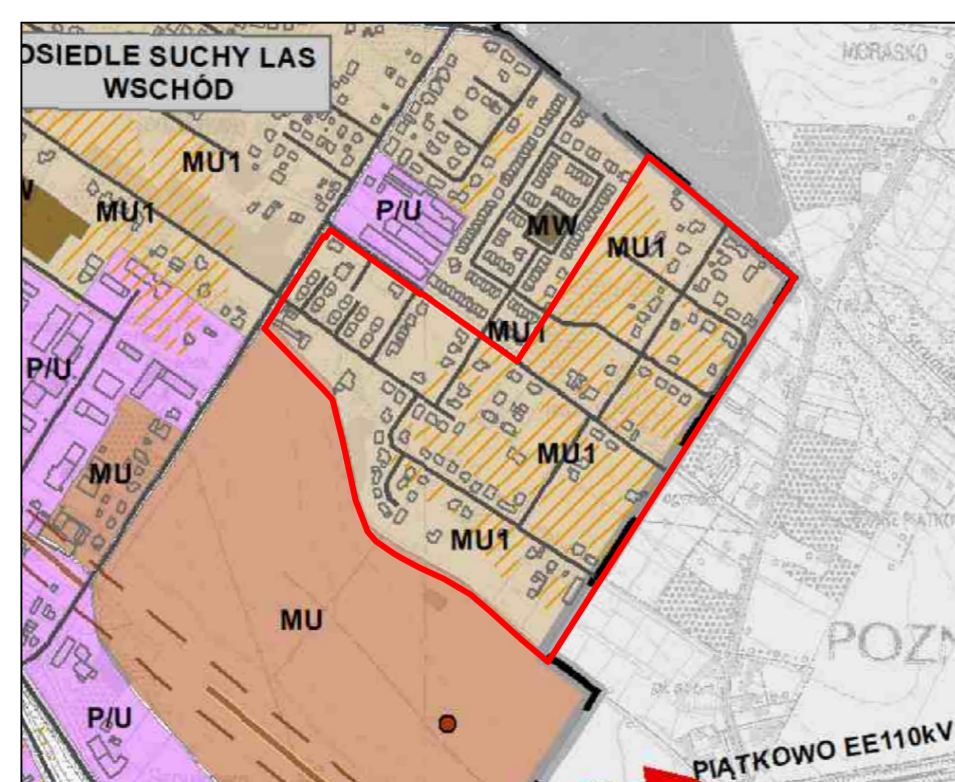 OSIEDLE SUCHY LAS
WSCHÓD
MORASKO
MU1
MU1
P/U
MW
MU1
MU1
P/U
MU
MU1
MU1
MU
POZN
P/U
PIĄTKOWO EE110kV